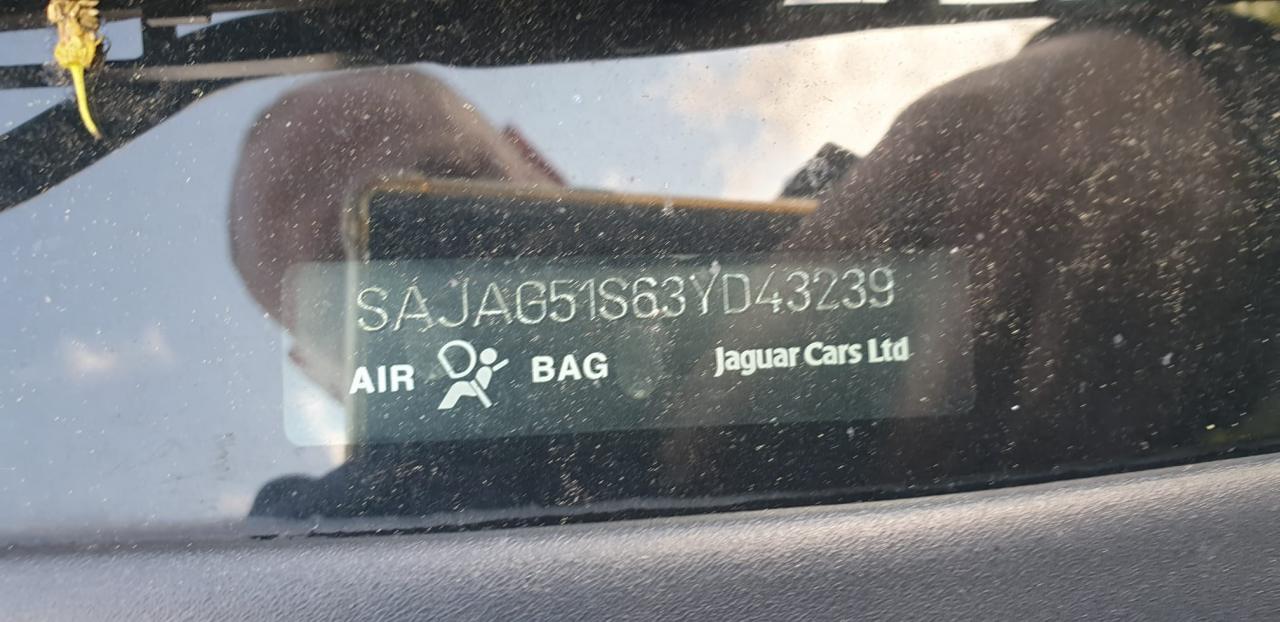 SAJAG51S63YD43239
AIR BAG Jaguar Cars Ltd